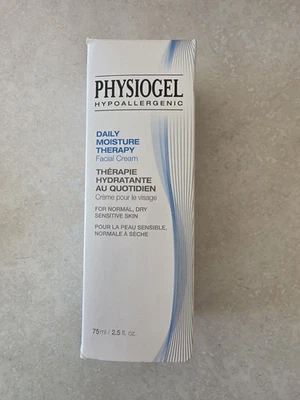 PHYSIOGEL
HYPOALLERGENIC
DAILY
MOISTURE
THERAPY
Facial Cream
THÉRAPIE
HYDRATANTE
AU QUOTIDIEN
Crème pour le visage
FOR NORMAL, DRY
SENSITIVE SKIN
POUR LA PEAU SENSIBLE,
NORMALE À SÈCHE
75ml / 2.5 fl. oz.